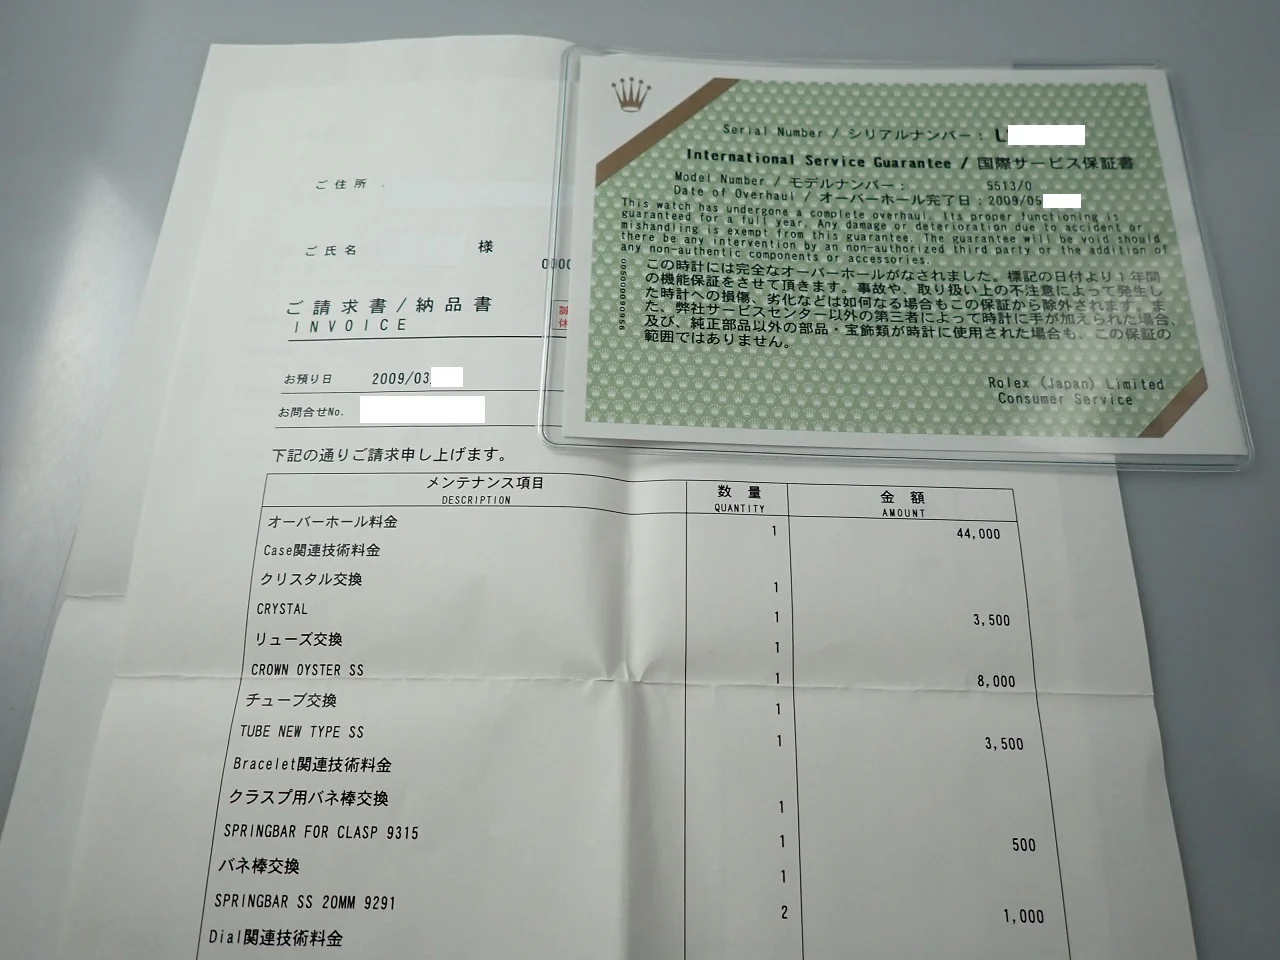 ご住所
ご氏名 様
0000
ご請求書/納品書
INVOICE
お預り日 2009/03
お問合せNo.
下記の通りご請求申し上げます。
メンテナンス項目 数量 金額
DESCRIPTION QUANTITY AMOUNT
オーバーホール料金 1 44,000
Case関連技術料金
クリスタル交換 1
CRYSTAL 1 3,500
リューズ交換 1
CROWN OYSTER SS 1 8,000
チューブ交換 1
TUBE NEW TYPE SS 1 3,500
Bracelet関連技術料金
クラスプ用バネ棒交換 1
SPRINGBAR FOR CLASP 9315 1 500
バネ棒交換 1
SPRINGBAR SS 20MM 9291 2 1,000
Dial関連技術料金
Serial Number / シリアルナンバー : L
International Service Guarantee / 国際サービス保証書
Model Number / モデルナンバー : 5513/0
Date of Overhaul / オーバーホール完了日 : 2009/05
This watch has undergone a complete overhaul. Its proper functioning is
guaranteed for a full year. Any damage or deterioration due to accident or
mishandling is exempt from this guarantee. The guarantee will be void should
there be any intervention by an non-authorized third party or the addition of
any non-authentic components or accessories.
この時計には完全なオーバーホールがなされました。標記の日付より1年間
の機能保証をさせて頂きます。事故や、取り扱い上の不注意によって発生し
た時計への損傷、劣化などは如何なる場合もこの保証から除外されます。ま
た、弊社サービスセンター以外の第三者によって時計に手が加えられた場合、
及び、純正部品以外の部品・宝飾類が時計に使用された場合も、この保証の
範囲ではありません。
Rolex (Japan) Limited
Consumer Service